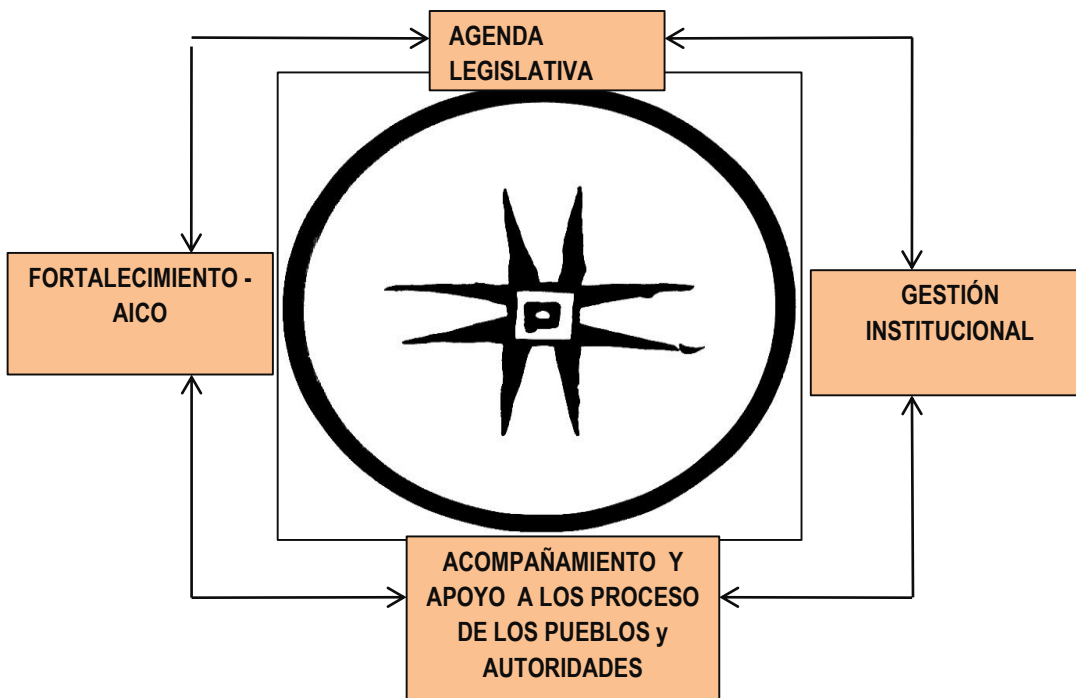 AGENDA
LEGISLATIVA
FORTALECIMIENTO -
AICO
GESTIÓN
INSTITUCIONAL
ACOMPAÑAMIENTO Y
APOYO A LOS PROCESO
DE LOS PUEBLOS y
AUTORIDADES